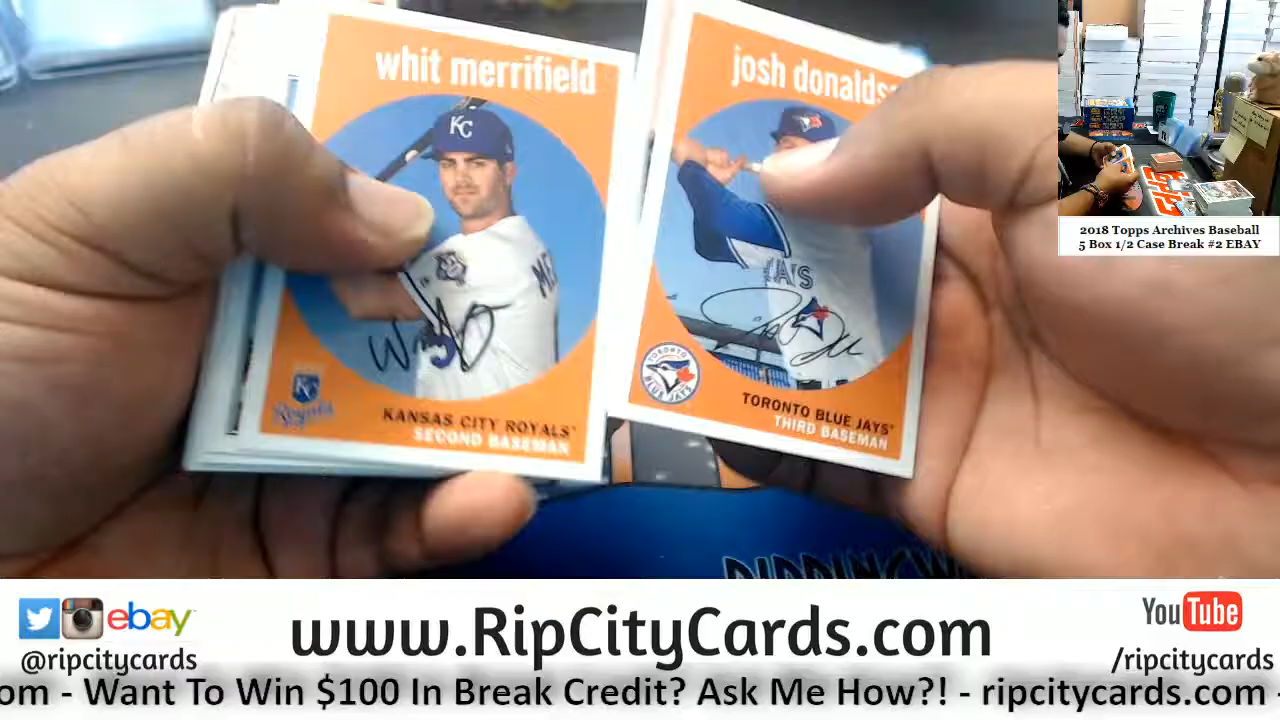 whit merrifield
KC
Royals
KANSAS CITY ROYALS
SECOND BASEMAN
josh donalds
BLUE JAYS
TORONTO BLUE JAYS
THIRD BASEMAN
2018 Topps Archives Baseball
5 Box 1/2 Case Break #2 EBAY
ebay
@ripcitycards
www.RipCityCards.com
YouTube
/ripcitycards
om - Want To Win $100 In Break Credit? Ask Me How?! - ripcitycards.com -